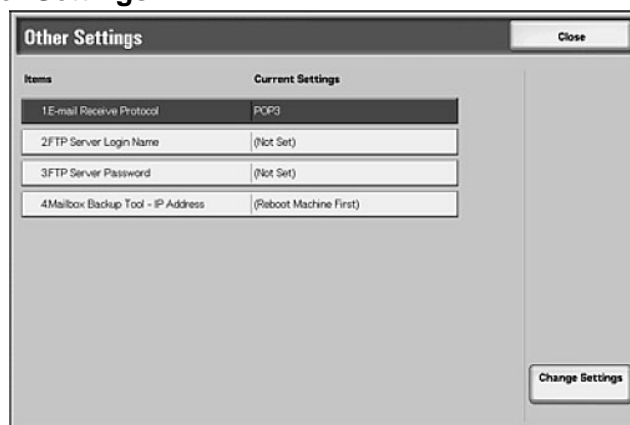 Other Settings
Close
Items Current Settings
1.E-mail Receive Protocol POP3
2.FTP Server Login Name (Not Set)
3.FTP Server Password (Not Set)
4.Mailbox Backup Tool - IP Address (Reboot Machine First)
Change Settings